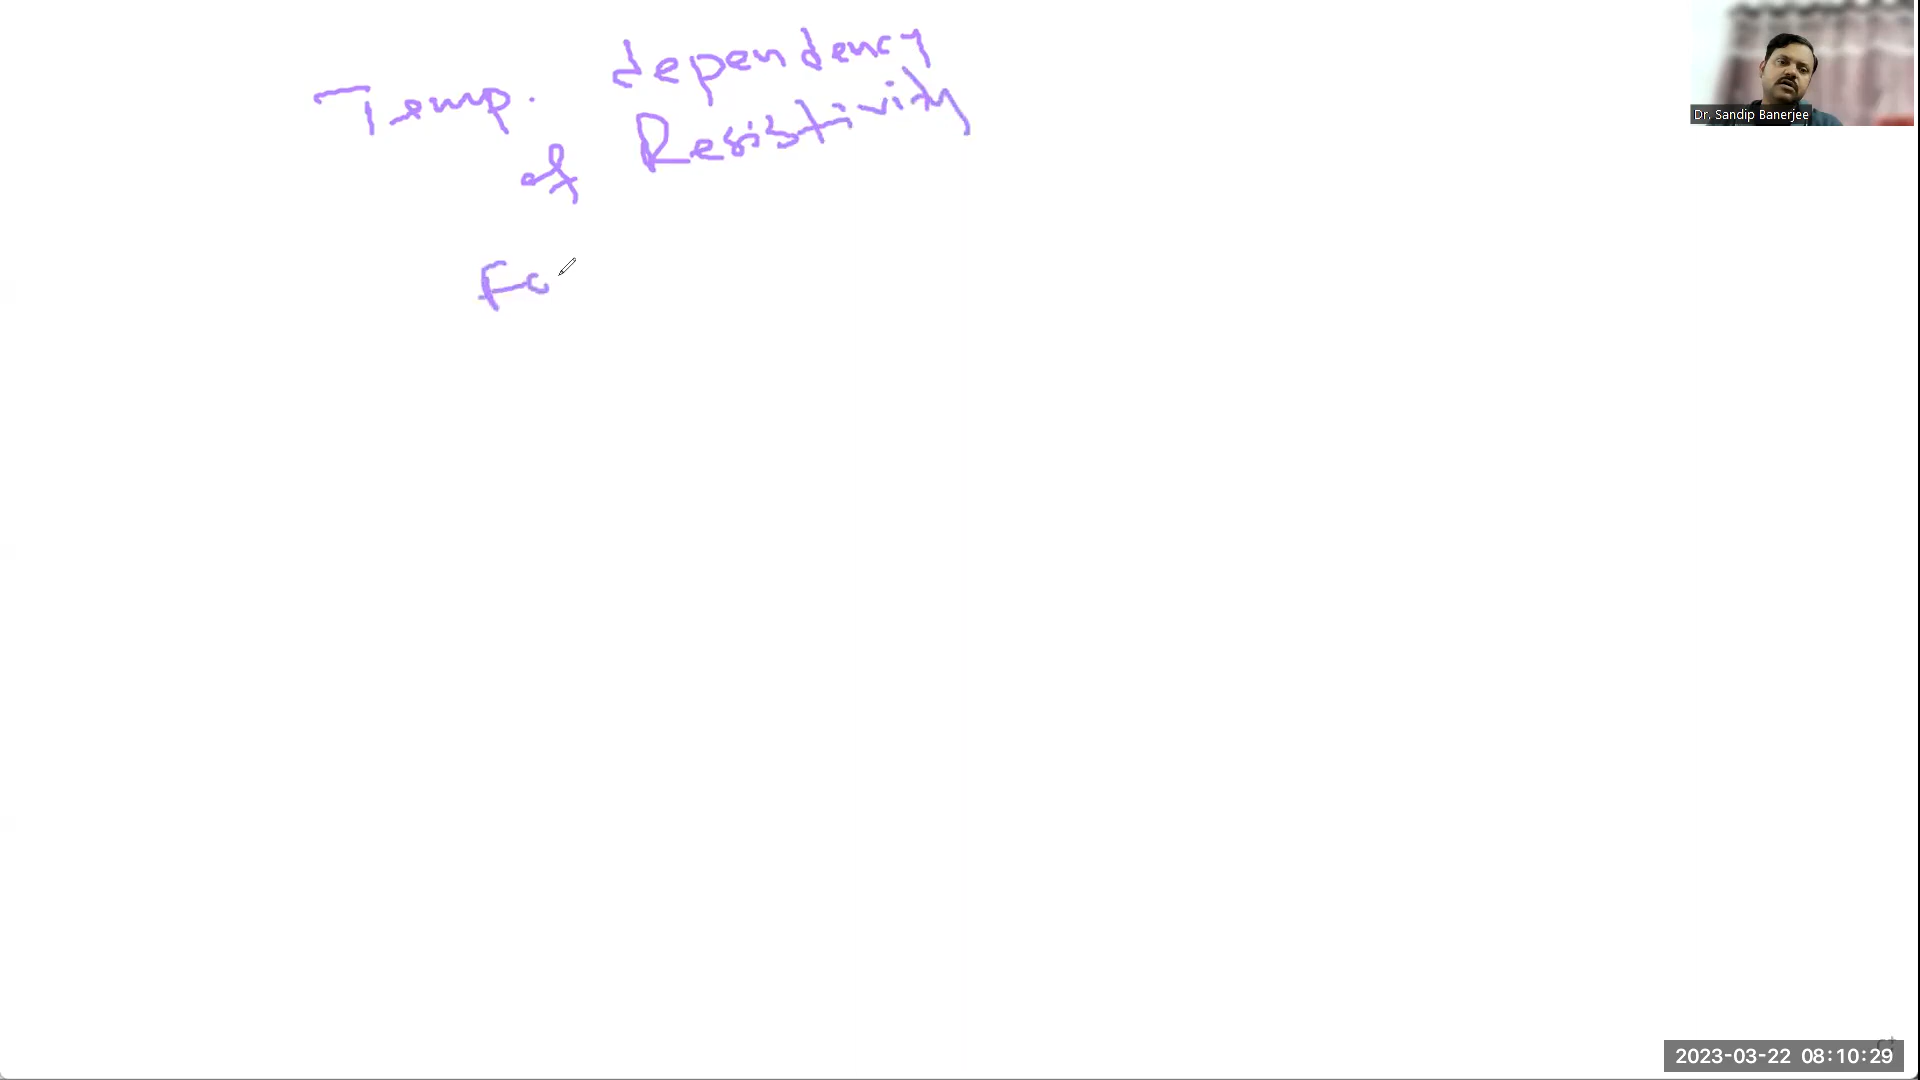 Temp. dependency
of Resistivity
Fo
Dr. Sandip Banerjee
2023-03-22 08:10:29